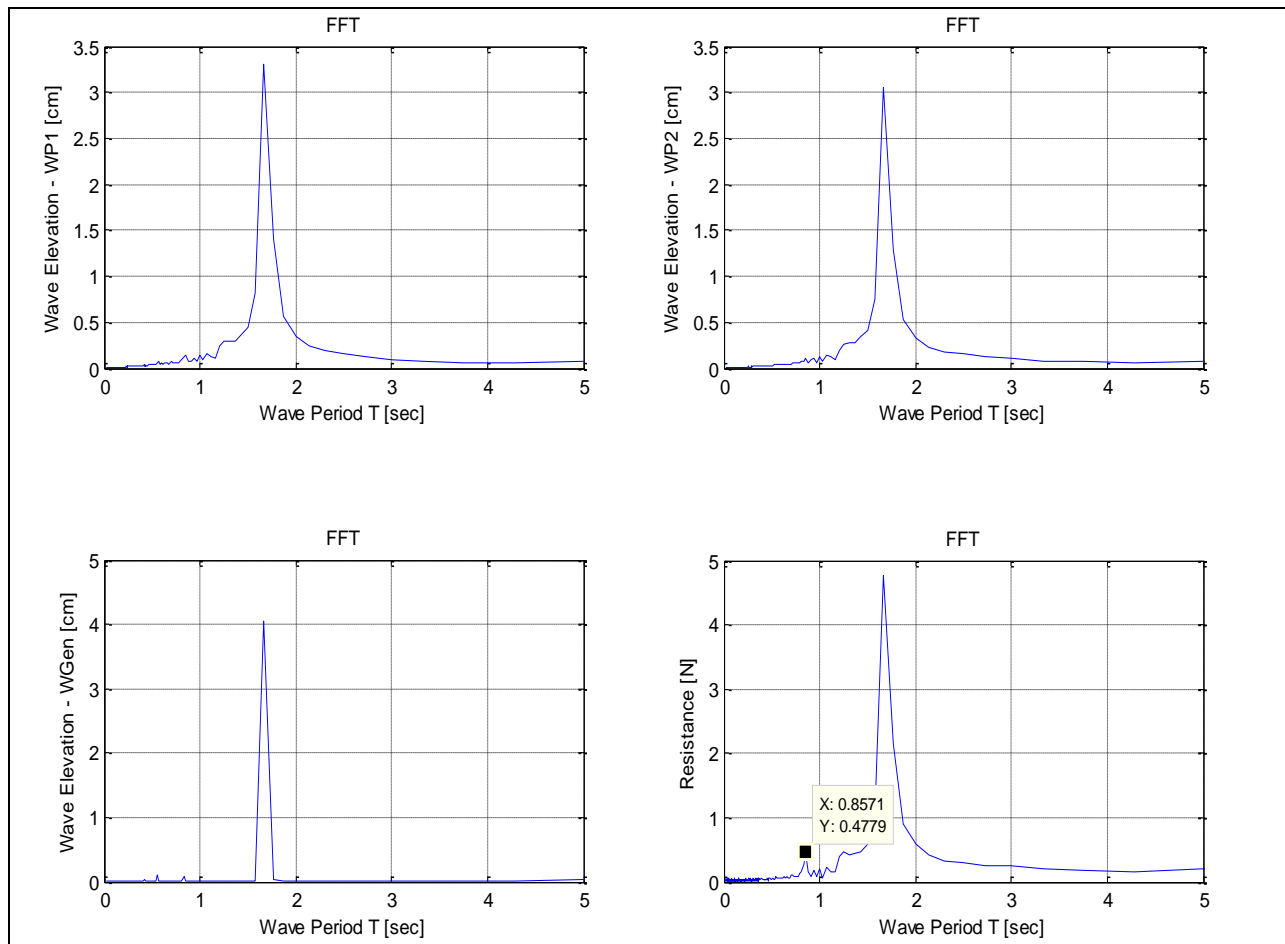 FFT
3.5
3
2.5
2
1.5
1
0.5
0
0 1 2 3 4 5
Wave Elevation - WP1 [cm]
Wave Period T [sec]
FFT
3.5
3
2.5
2
1.5
1
0.5
0
0 1 2 3 4 5
Wave Elevation - WP2 [cm]
Wave Period T [sec]
FFT
5
4
3
2
1
0
0 1 2 3 4 5
Wave Elevation - WGen [cm]
Wave Period T [sec]
FFT
5
4
3
2
1
0
0 1 2 3 4 5
Resistance [N]
X: 0.8571
Y: 0.4779
Wave Period T [sec]